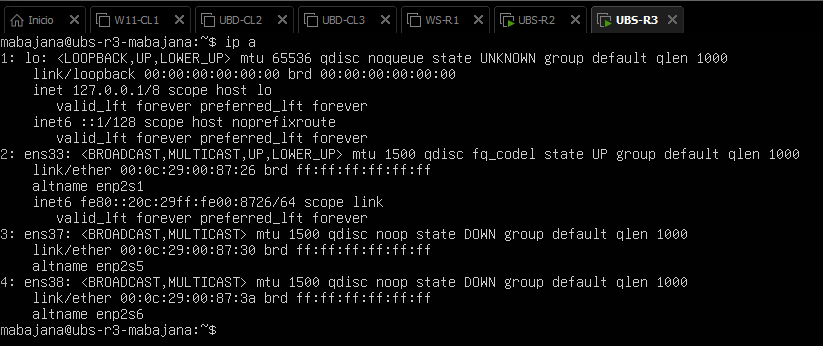 Inicio W11-CL1 UBD-CL2 UBD-CL3 WS-R1 UBS-R2 UBS-R3
mabajana@ubs-r3-mabajana:~$ ip a
1: lo: <LOOPBACK,UP,LOWER_UP> mtu 65536 qdisc noqueue state UNKNOWN group default qlen 1000
    link/loopback 00:00:00:00:00:00 brd 00:00:00:00:00:00
    inet 127.0.0.1/8 scope host lo
       valid_lft forever preferred_lft forever
    inet6 ::1/128 scope host noprefixroute
       valid_lft forever preferred_lft forever
2: ens33: <BROADCAST,MULTICAST,UP,LOWER_UP> mtu 1500 qdisc fq_codel state UP group default qlen 1000
    link/ether 00:0c:29:00:87:26 brd ff:ff:ff:ff:ff:ff
    altname enp2s1
    inet6 fe80::20c:29ff:fe00:8726/64 scope link
       valid_lft forever preferred_lft forever
3: ens37: <BROADCAST,MULTICAST> mtu 1500 qdisc noop state DOWN group default qlen 1000
    link/ether 00:0c:29:00:87:30 brd ff:ff:ff:ff:ff:ff
    altname enp2s5
4: ens38: <BROADCAST,MULTICAST> mtu 1500 qdisc noop state DOWN group default qlen 1000
    link/ether 00:0c:29:00:87:3a brd ff:ff:ff:ff:ff:ff
    altname enp2s6
mabajana@ubs-r3-mabajana:~$